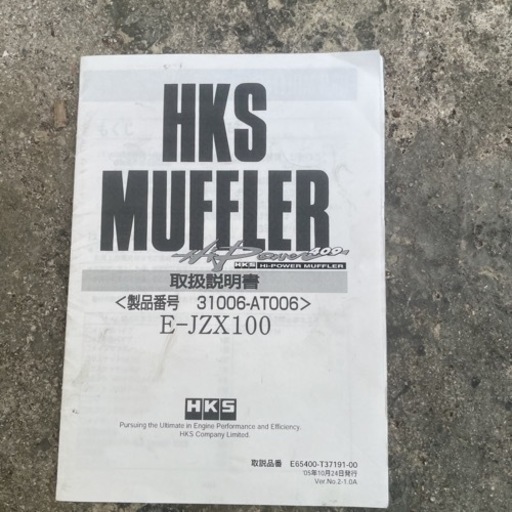 HKS
MUFFLER
Hi-Power 409
HKS HI-POWER MUFFLER
取扱説明書
<製品番号 31006-AT006>
E-JZX100
HKS
Pursuing the Ultimate in Engine Performance and Efficiency.
HKS Company Limited.
取説品番 E65400-T37191-00
'05年10月24日発行
Ver.No.2-1.0A